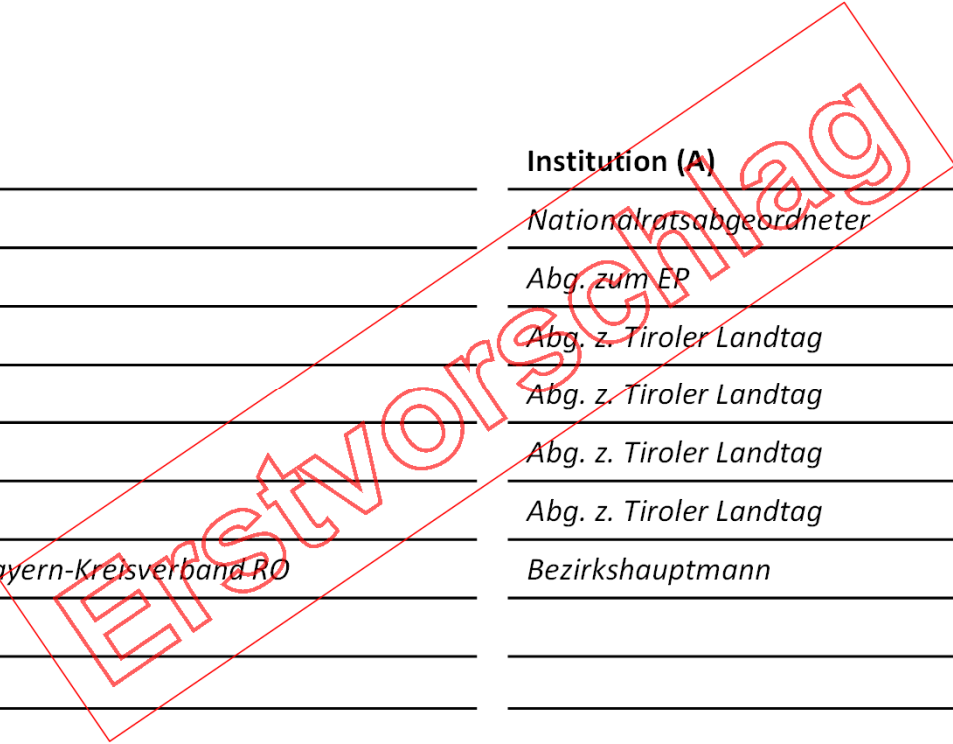 Institution (A)
Nationalratsabgeordneter
Abg. zum EP
Abg. z. Tiroler Landtag
Abg. z. Tiroler Landtag
Abg. z. Tiroler Landtag
Abg. z. Tiroler Landtag
ayern-Kreisverband RO
Bezirkshauptmann
Erstvorschlag